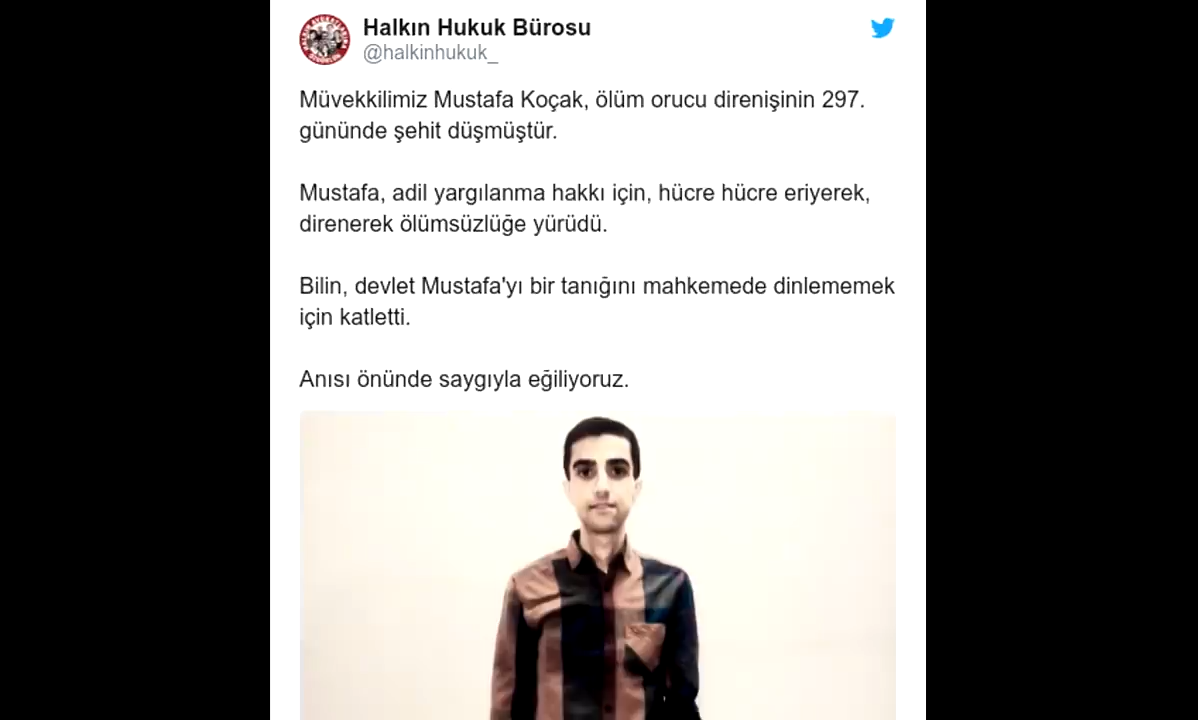 Halkın Hukuk Bürosu
@halkinhukuk_
Müvekkilimiz Mustafa Koçak, ölüm orucu direnişinin 297.
gününde şehit düşmüştür.
Mustafa, adil yargılanma hakkı için, hücre hücre eriyerek,
direnerek ölümsüzlüğe yürüdü.
Bilin, devlet Mustafa'yı bir tanığını mahkemede dinlememek
için katletti.
Anısı önünde saygıyla eğiliyoruz.